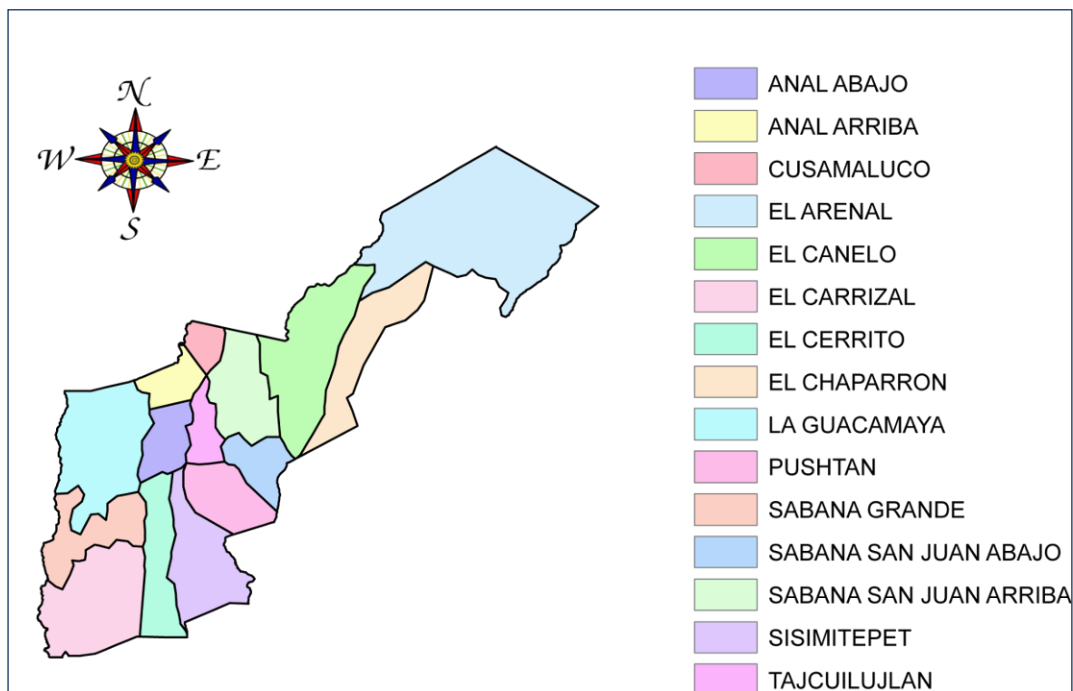 N
W E
S
ANAL ABAJO
ANAL ARRIBA
CUSAMALUCO
EL ARENAL
EL CANELO
EL CARRIZAL
EL CERRITO
EL CHAPARRON
LA GUACAMAYA
PUSHTAN
SABANA GRANDE
SABANA SAN JUAN ABAJO
SABANA SAN JUAN ARRIBA
SISIMITEPET
TAJCUILUJLAN